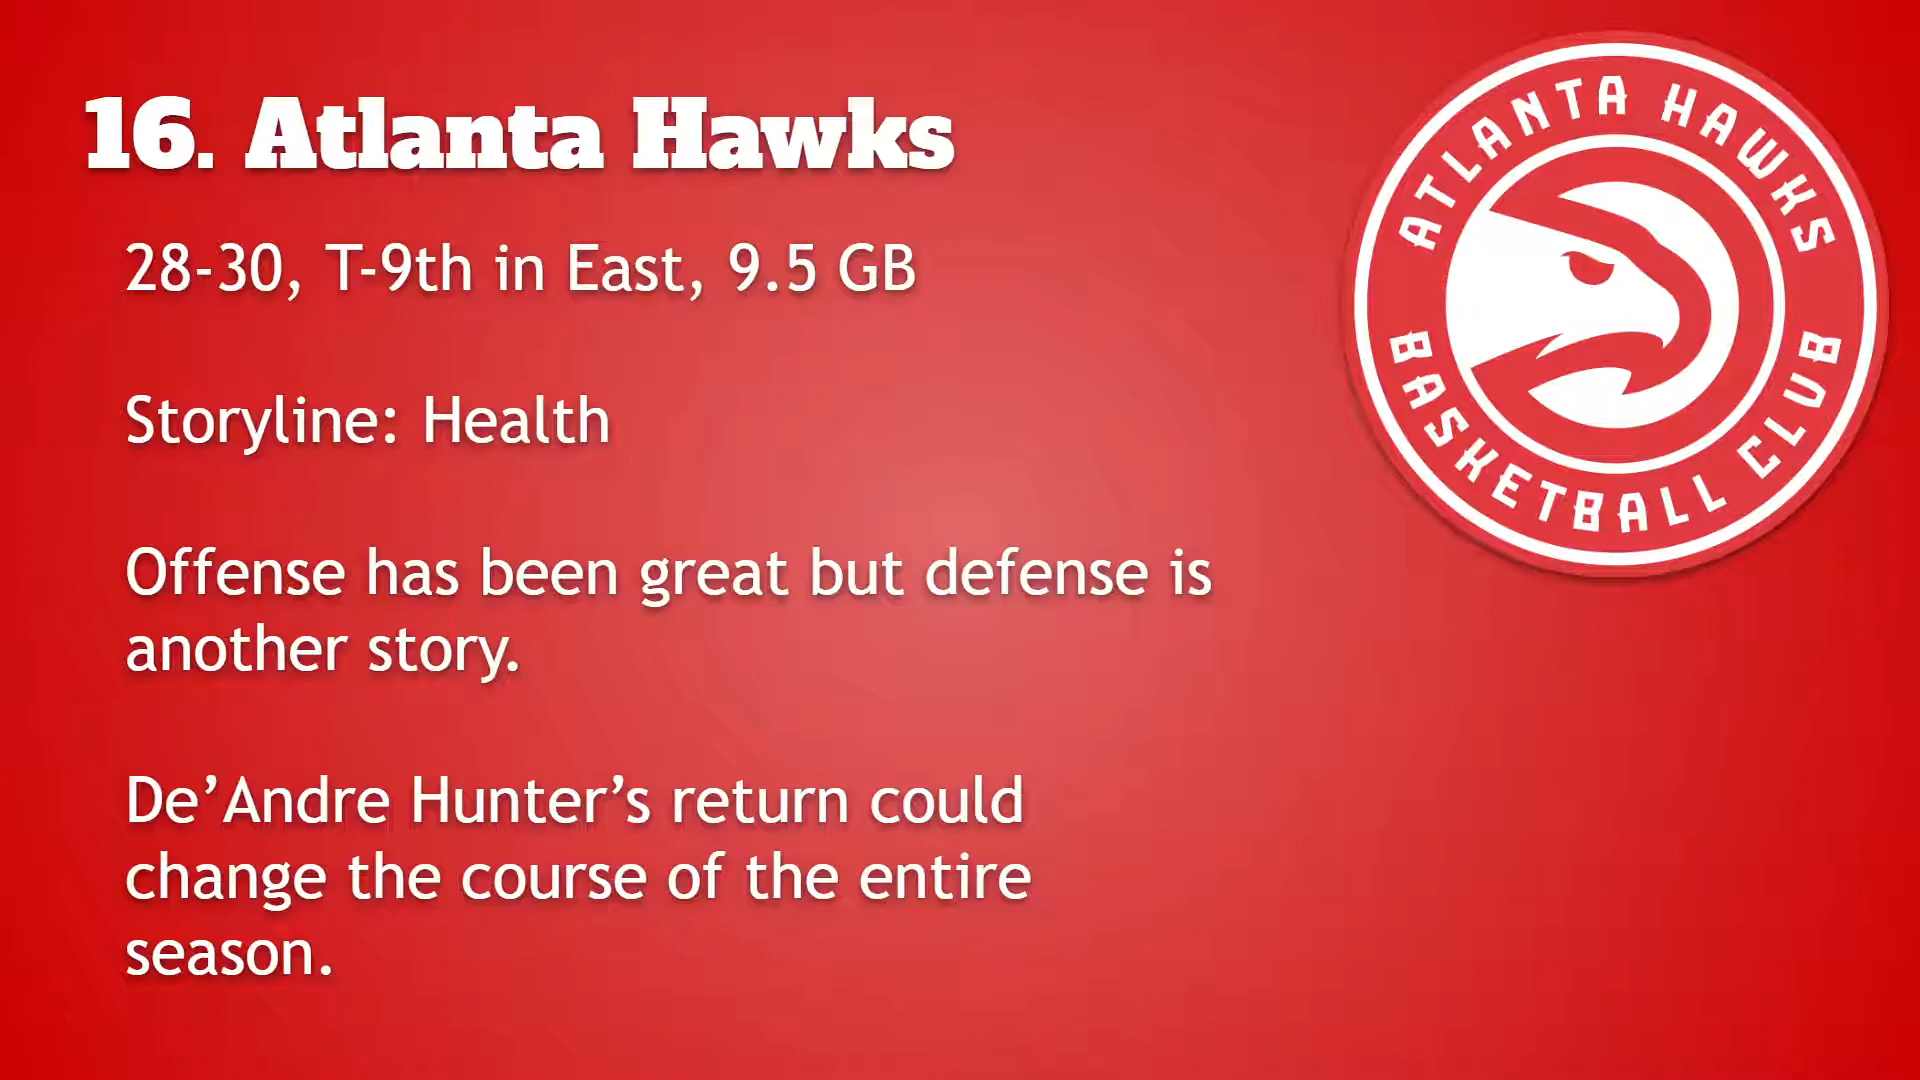 16. Atlanta Hawks
28-30, T-9th in East, 9.5 GB
Storyline: Health
Offense has been great but defense is
another story.
De’Andre Hunter’s return could
change the course of the entire
season.
ATLANTA HAWKS
BASKETBALL CLUB